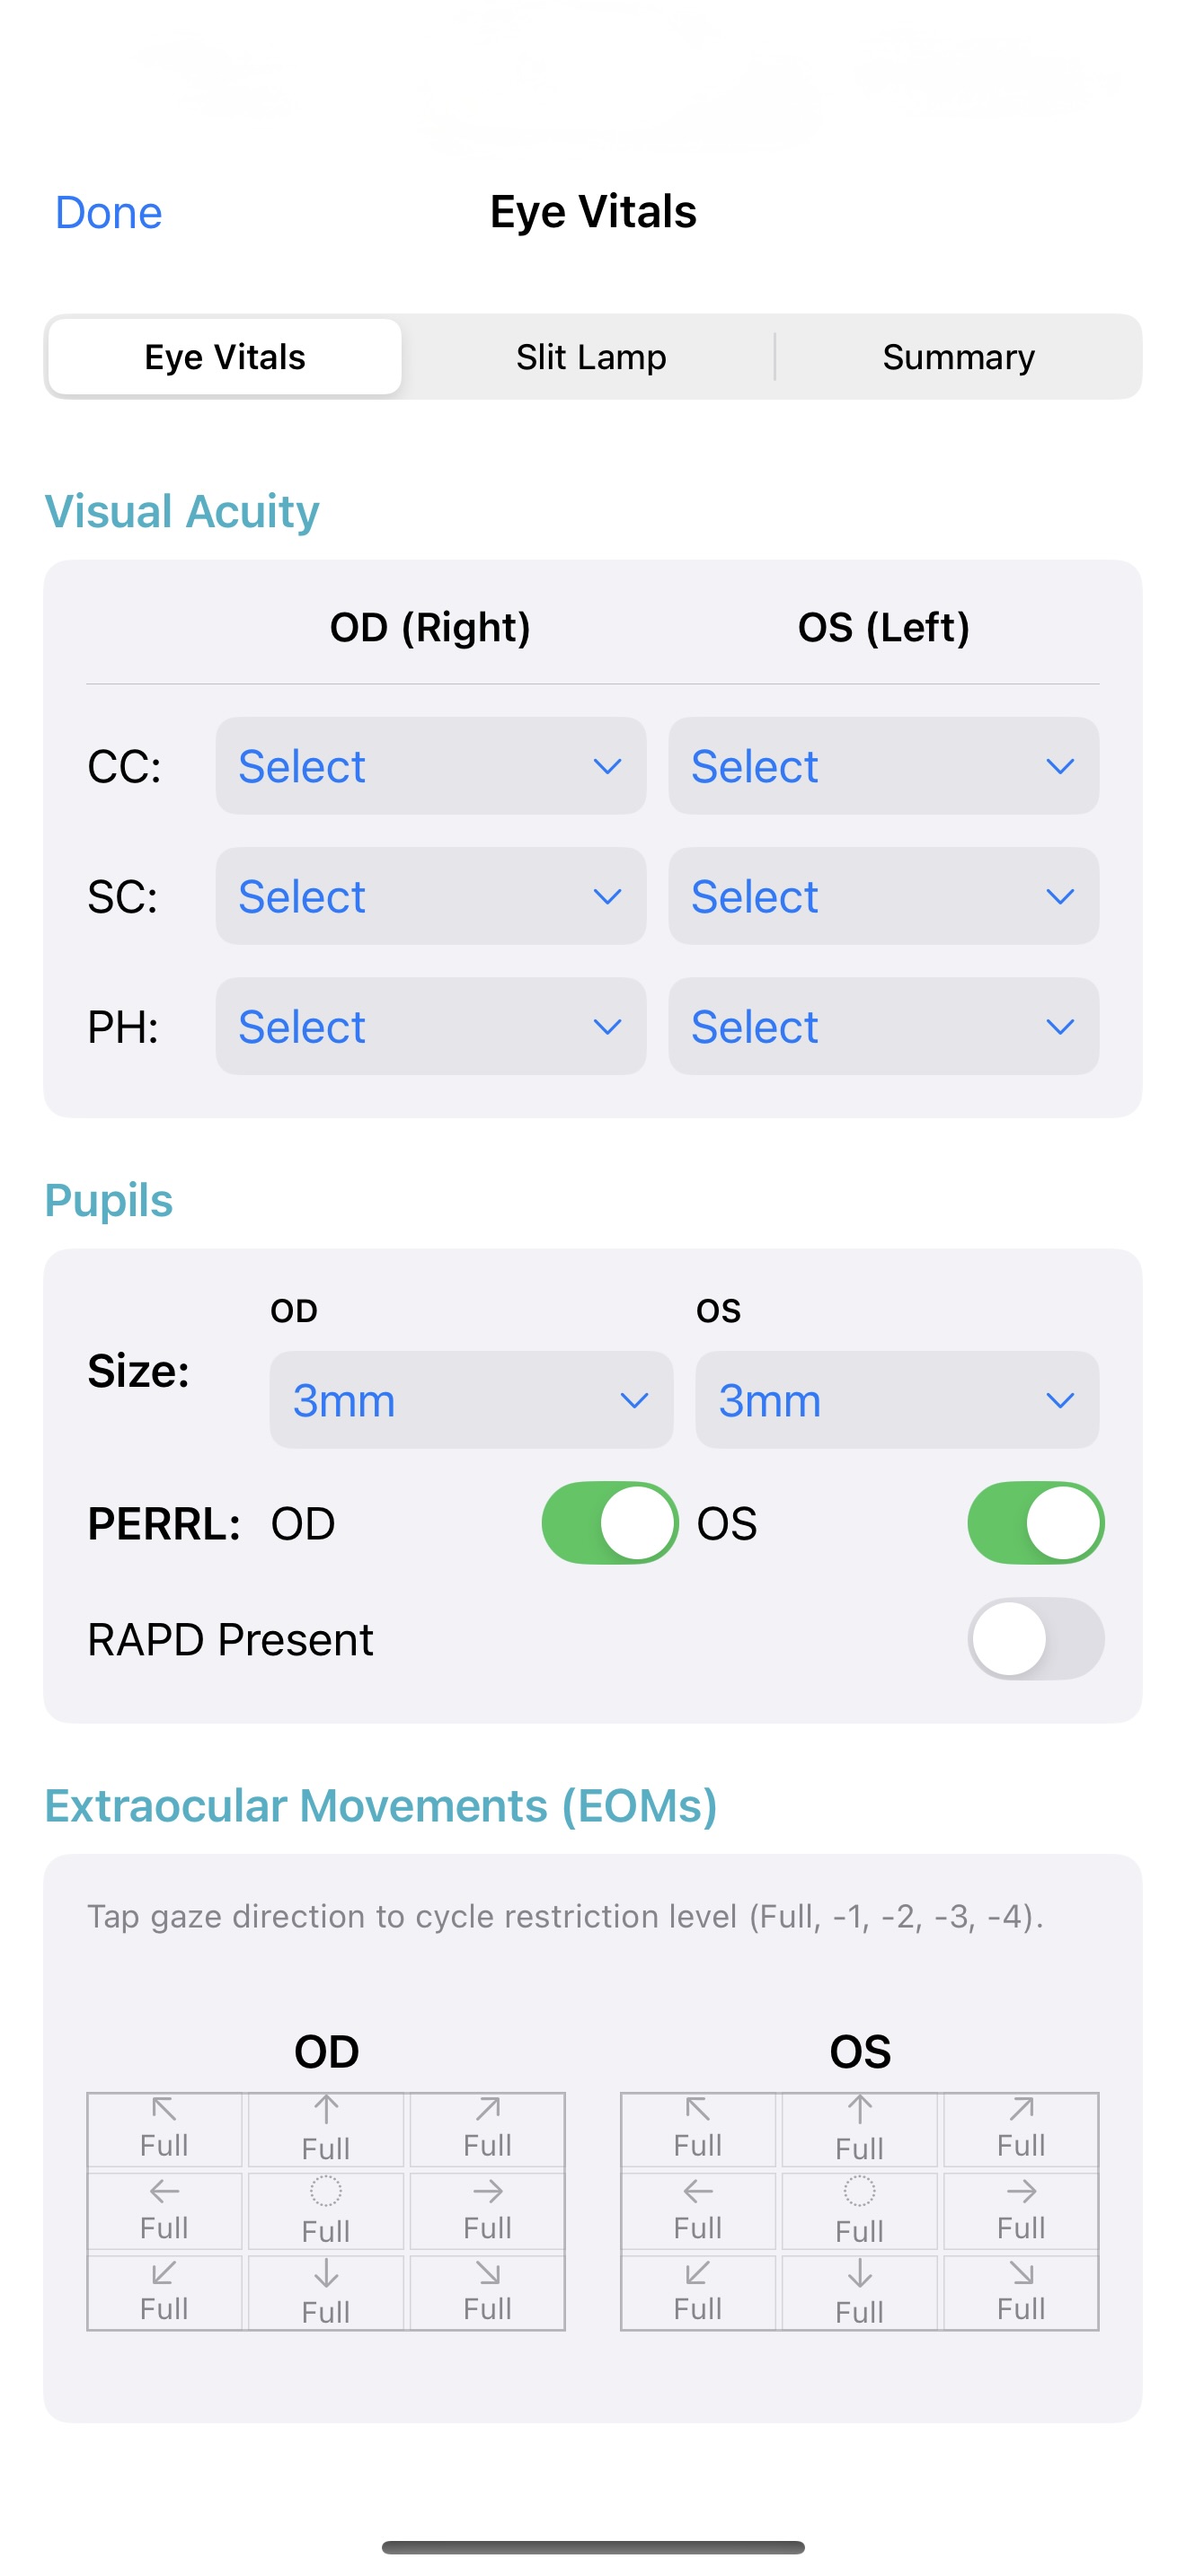 Done Eye Vitals
Eye Vitals Slit Lamp Summary
Visual Acuity
OD (Right) OS (Left)
CC: Select Select
SC: Select Select
PH: Select Select
Pupils
OD OS
Size: 3mm 3mm
PERRL: OD OS
RAPD Present
Extraocular Movements (EOMs)
Tap gaze direction to cycle restriction level (Full, -1, -2, -3, -4).
OD OS
↖ ↑ ↗ ↖ ↑ ↗
Full Full Full Full Full Full
← → ← →
Full Full Full Full Full Full
↙ ↓ ↘ ↙ ↓ ↘
Full Full Full Full Full Full